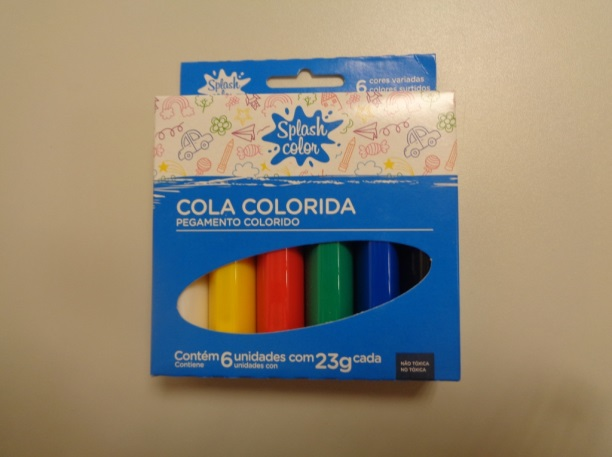 Splash
6 cores variadas
colores surtidos
Splash
color
COLA COLORIDA
PEGAMENTO COLORIDO
Contém 6 unidades com 23g cada
Contiene unidades con
NÃO TÓXICA
NO TÓXICA